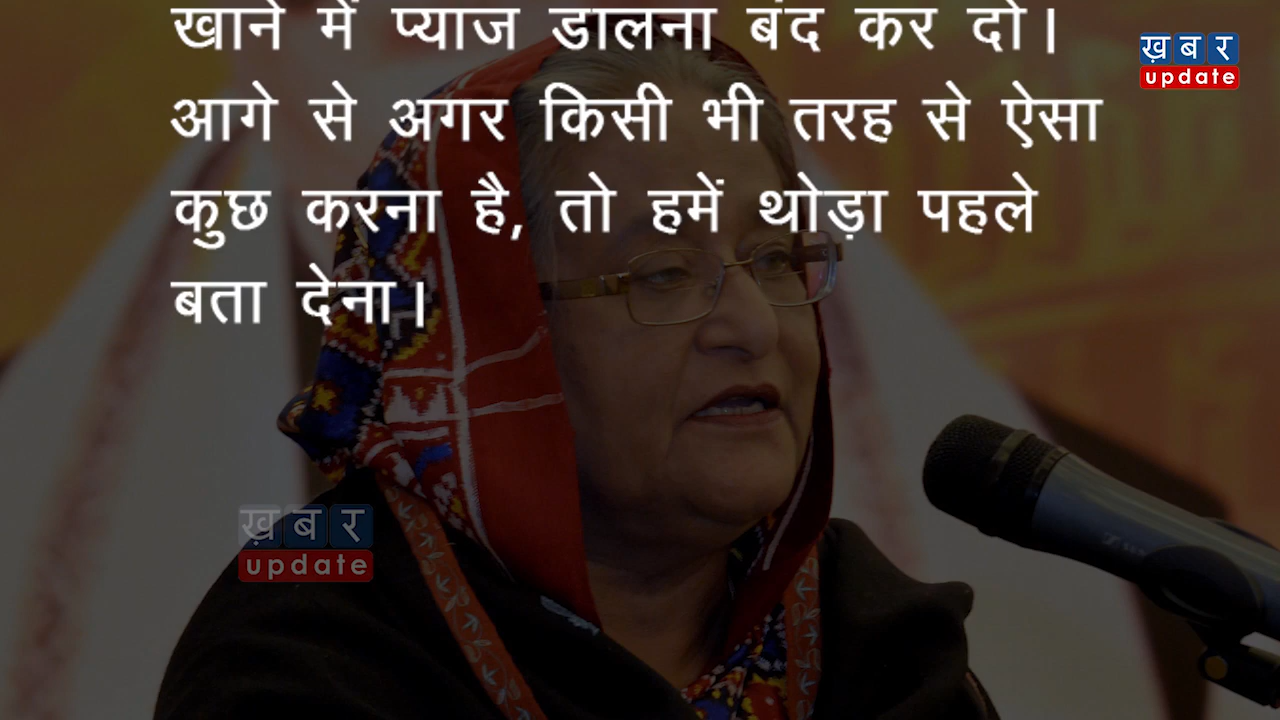 खाने में प्याज डालना बंद कर दो।
आगे से अगर किसी भी तरह से ऐसा
कुछ करना है, तो हमें थोड़ा पहले
बता देना।
ख़बर
update
ख़बर
update